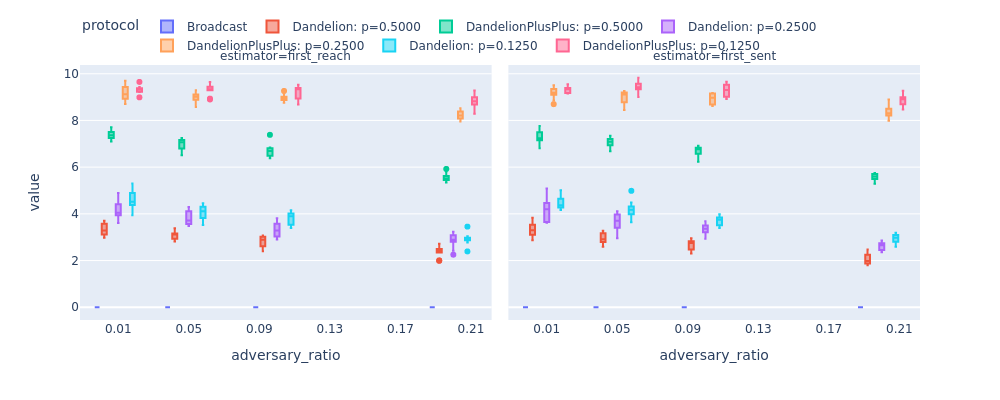 protocol Broadcast Dandelion: p=0.5000 DandelionPlusPlus: p=0.5000 Dandelion: p=0.2500
DandelionPlusPlus: p=0.2500 Dandelion: p=0.1250 DandelionPlusPlus: p=0.1250
estimator=first_reach estimator=first_sent
10
8
6
4
2
0
value
0.01 0.05 0.09 0.13 0.17 0.21 0.01 0.05 0.09 0.13 0.17 0.21
adversary_ratio adversary_ratio